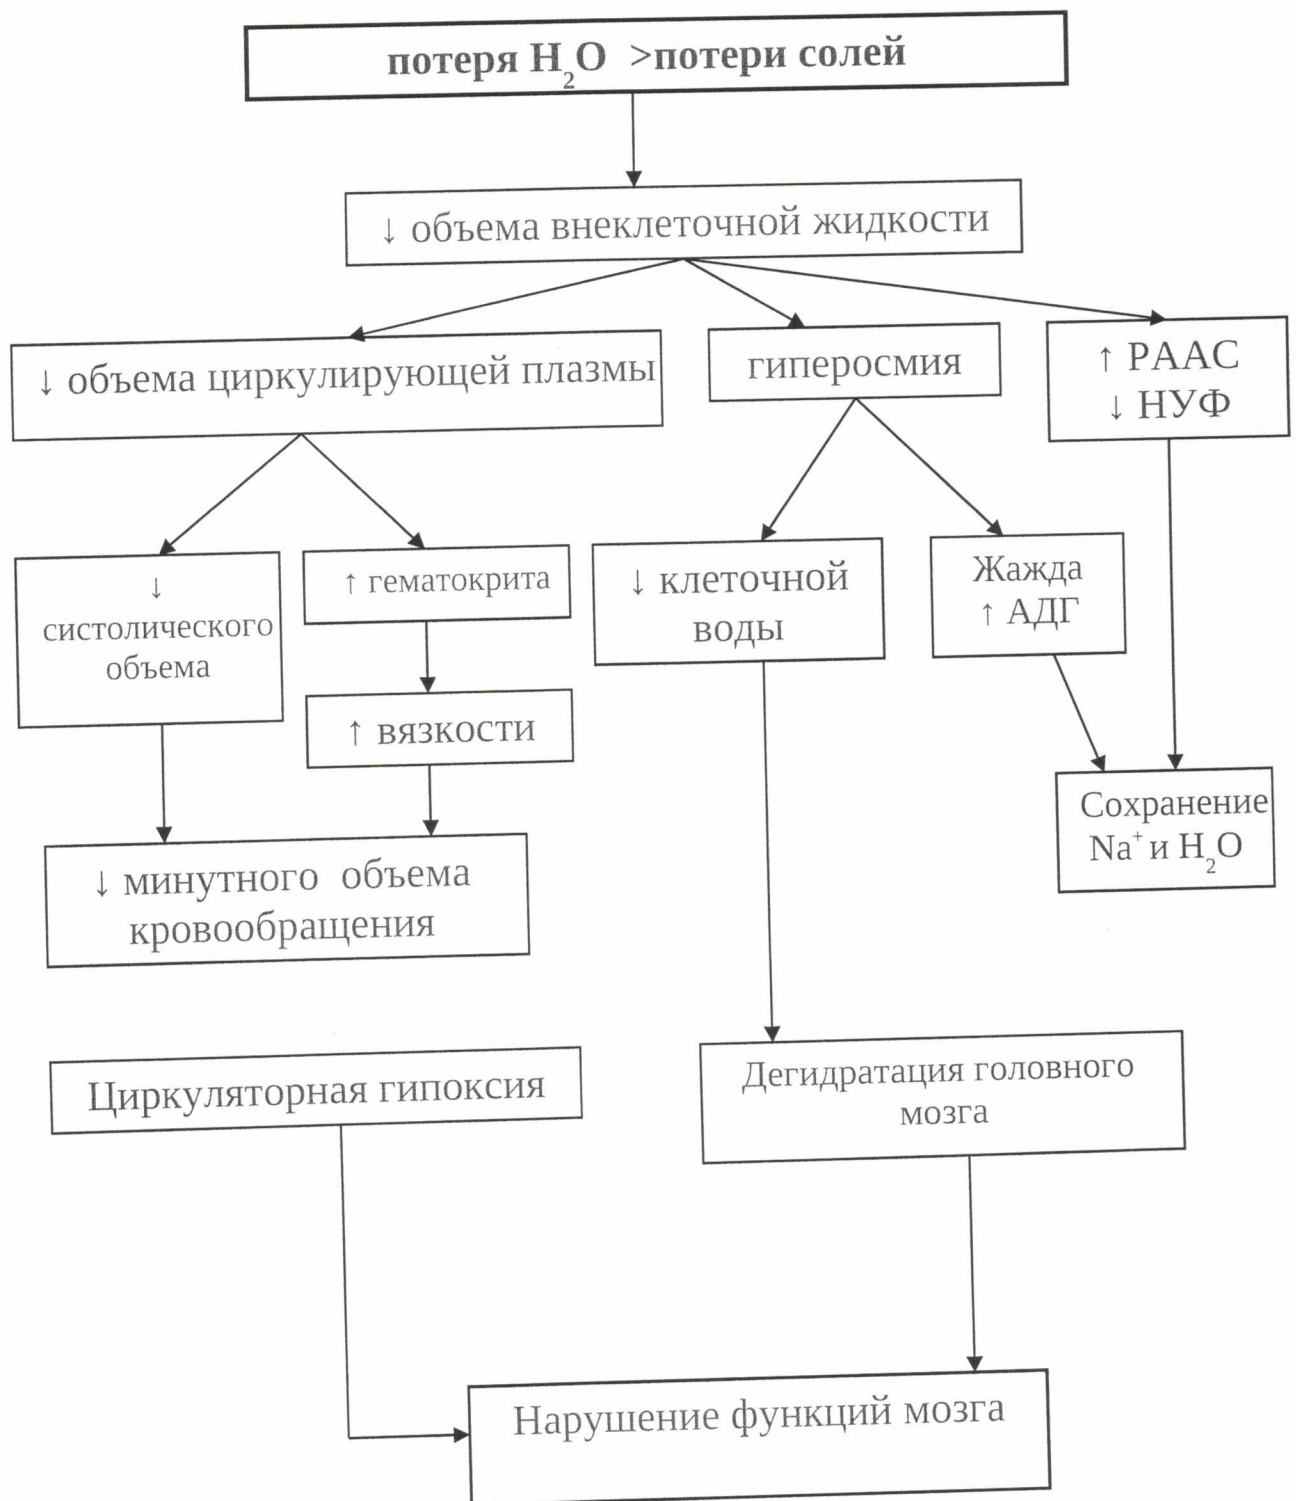 потеря H₂O >потери солей
↓ объема внеклеточной жидкости
↓ объема циркулирующей плазмы
гиперосмия
↑ РААС
↓ НУФ
↓
систолического
объема
↑ гематокрита
↑ вязкости
↓ клеточной
воды
Жажда
↑ АДГ
Сохранение
Na⁺ и H₂O
↓ минутного объема
кровообращения
Циркуляторная гипоксия
Дегидратация головного
мозга
Нарушение функций мозга